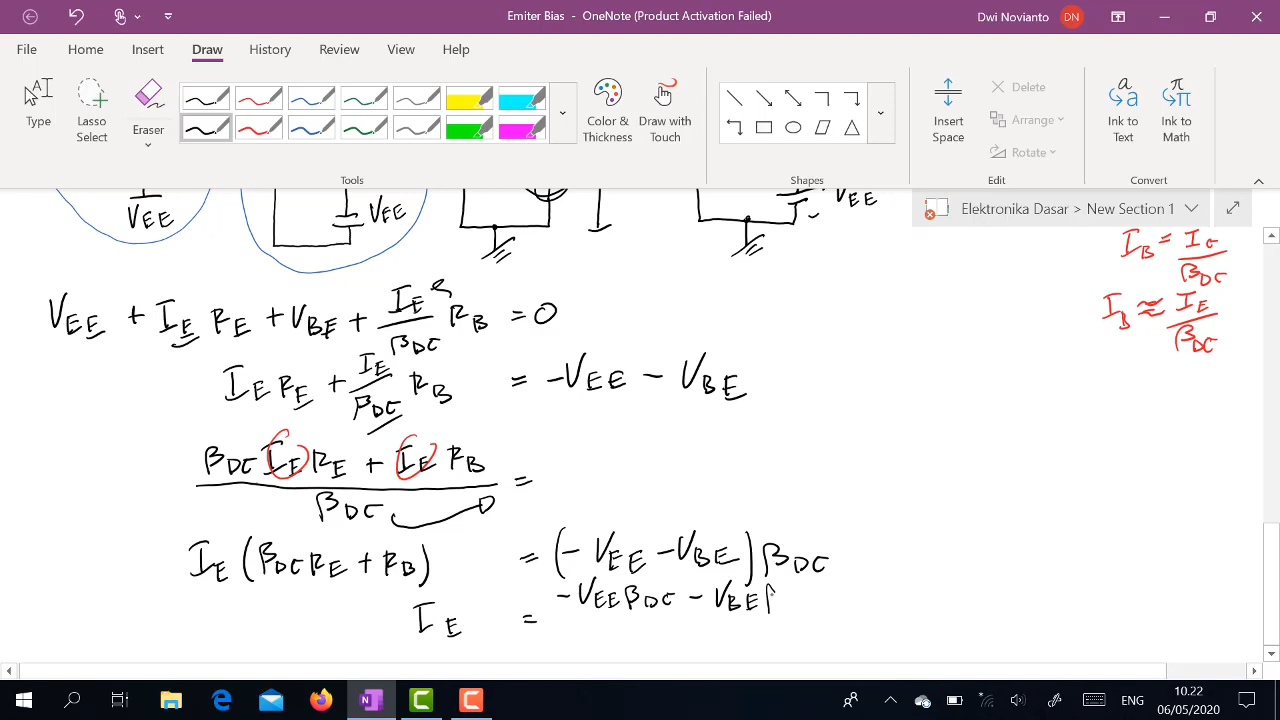 Emiter Bias - OneNote (Product Activation Failed)
Dwi Novianto DN
File Home Insert Draw History Review View Help
Type
Lasso Select
Eraser
Color & Thickness
Draw with Touch
Insert Space
Delete
Arrange
Rotate
Ink to Text
Ink to Math
Tools Shapes Edit Convert
Elektronika Dasar > New Section 1
VEE
VEE
VEE
IB = IC/βDC
IB ≈ IE/βDC
VEE + IE RE + VBE + IE/βDC RB = 0
IE RE + IE/βDC RB = -VEE - VBE
(βDC IE RE + IE RB)/βDC =
IE (βDC RE + RB) = (-VEE - VBE) βDC
IE = -VEE βDC - VBE
ENG
10.22
06/05/2020